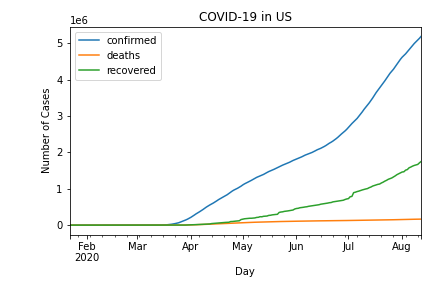 COVID-19 in US
1e6
confirmed
deaths
recovered
Number of Cases
5
4
3
2
1
0
Feb Mar Apr May Jun Jul Aug
2020
Day